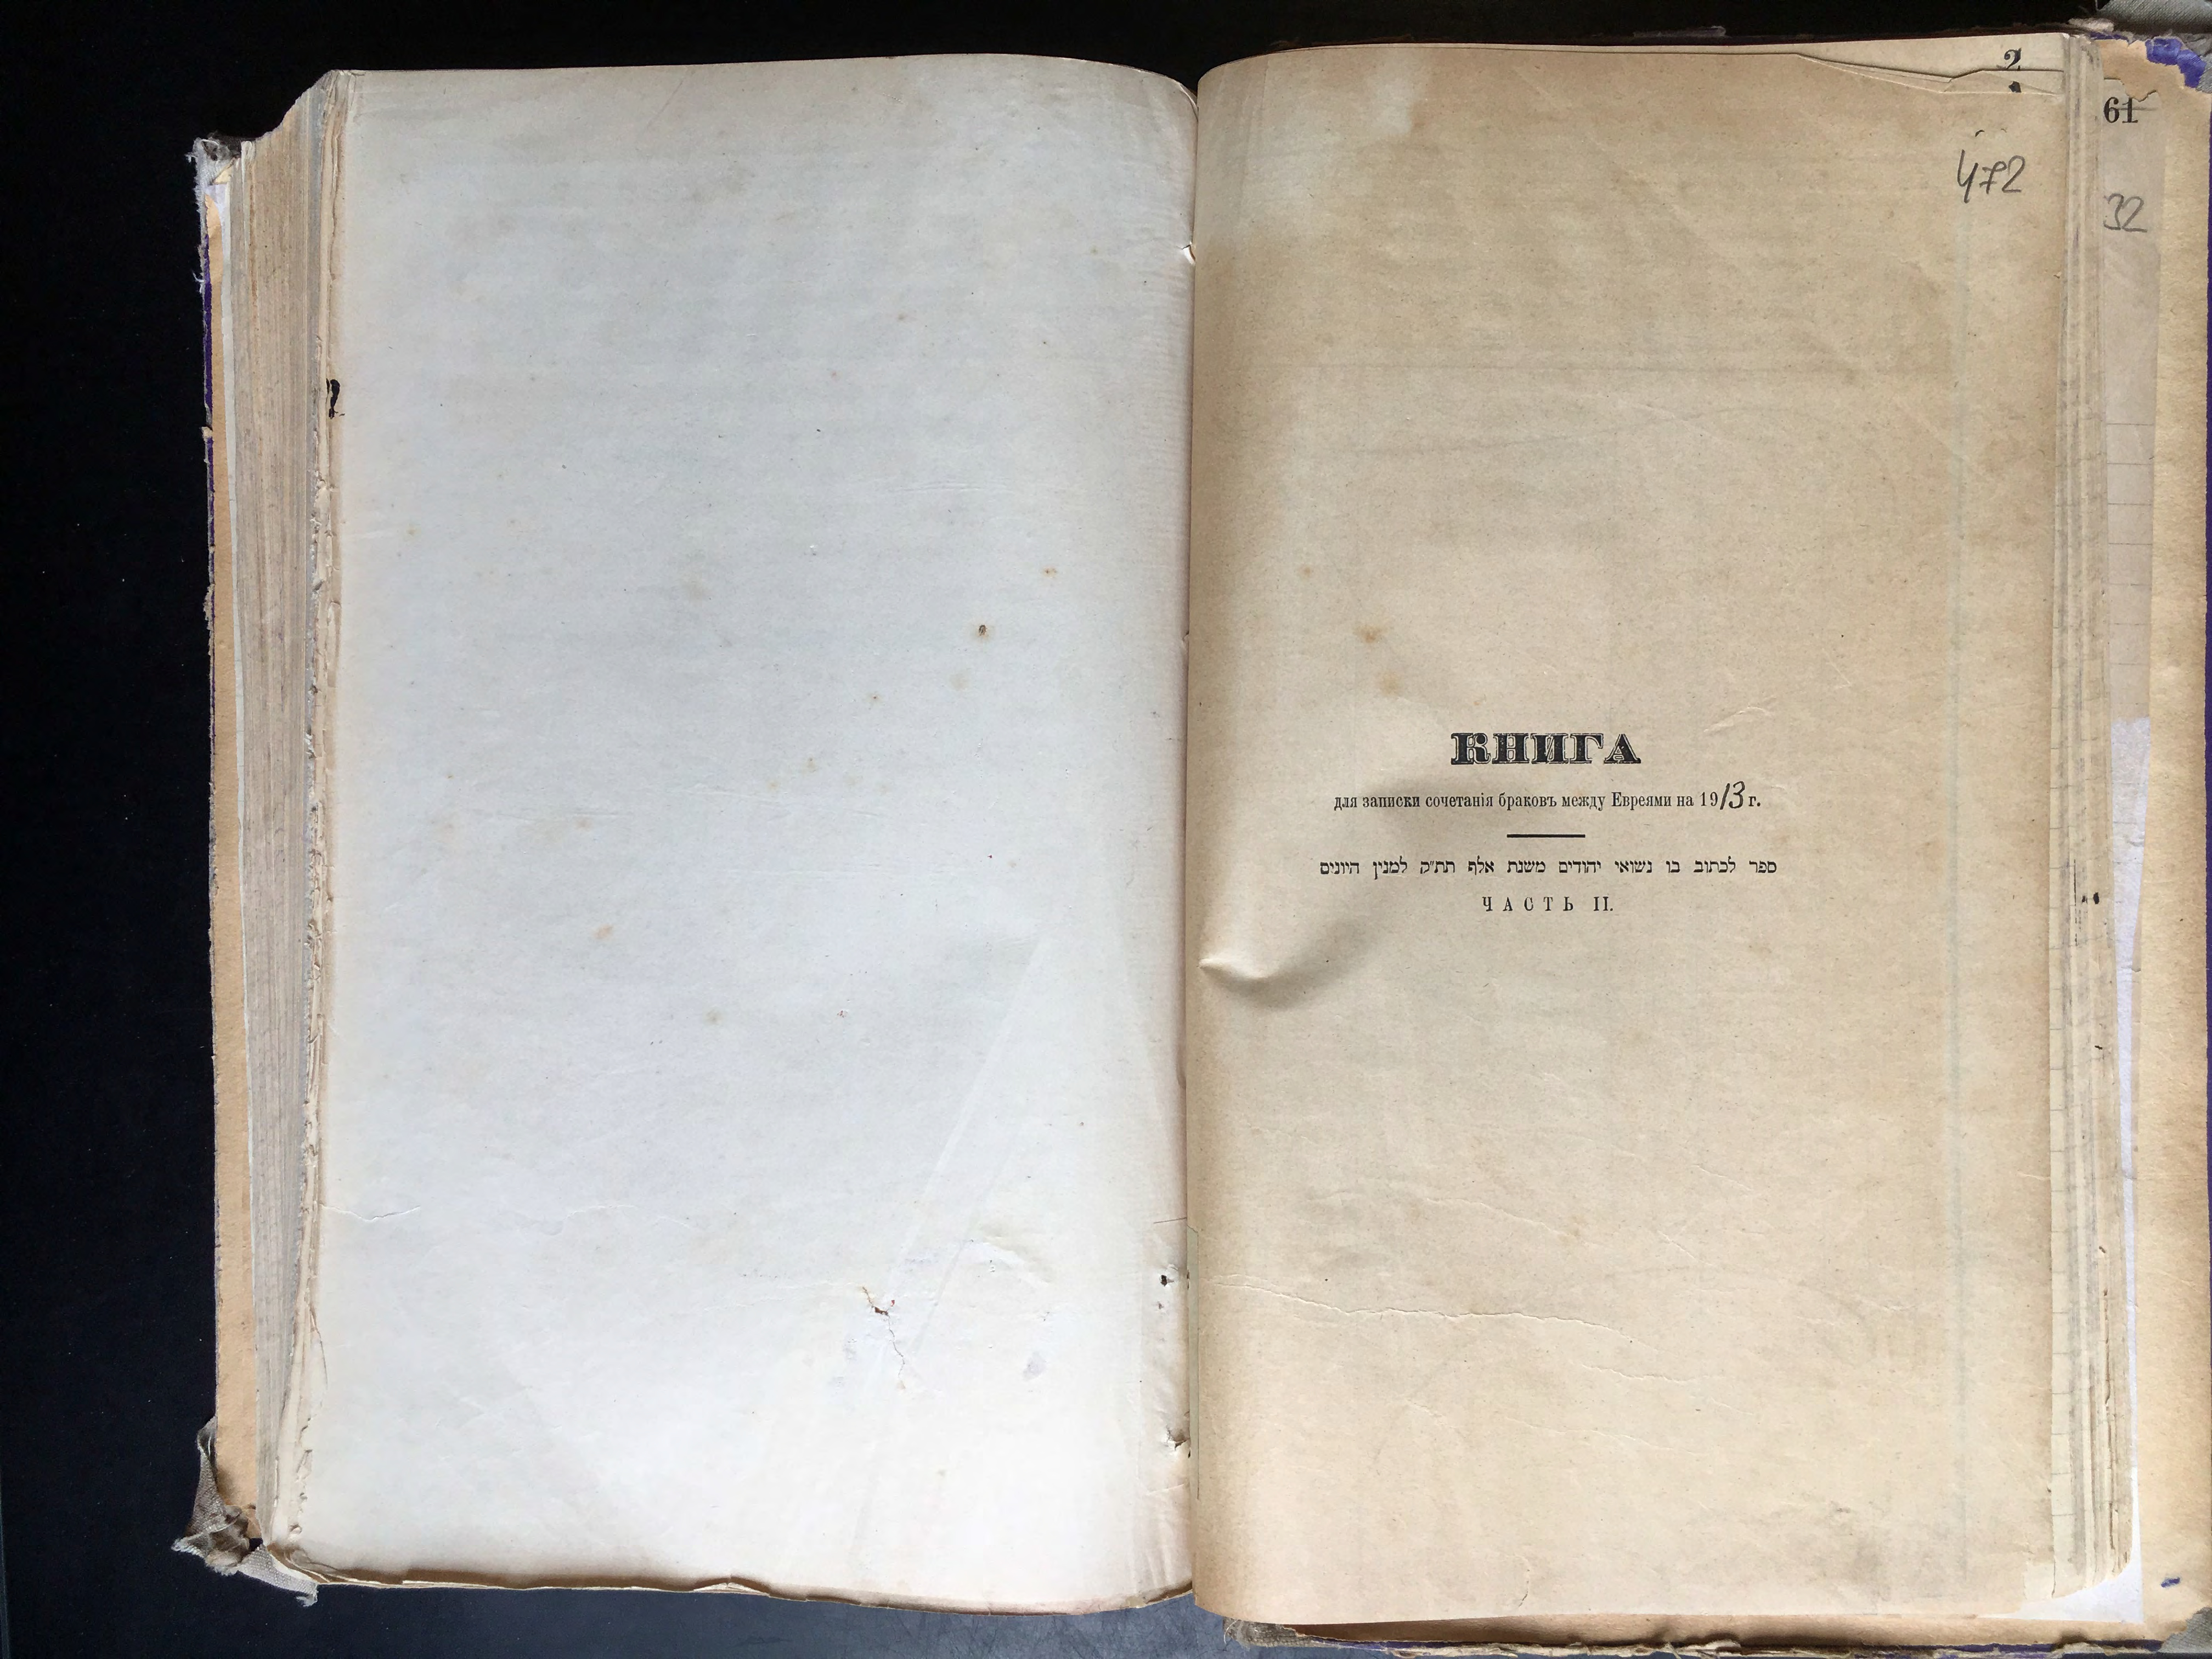 2
61
472
32
КНИГА
для записки сочетанія браковъ между Евреями на 1913 г.
ספר לכתוב בו נשואי יהודים משנת אלף תת״ק למנין היונים
ЧАСТЬ II.